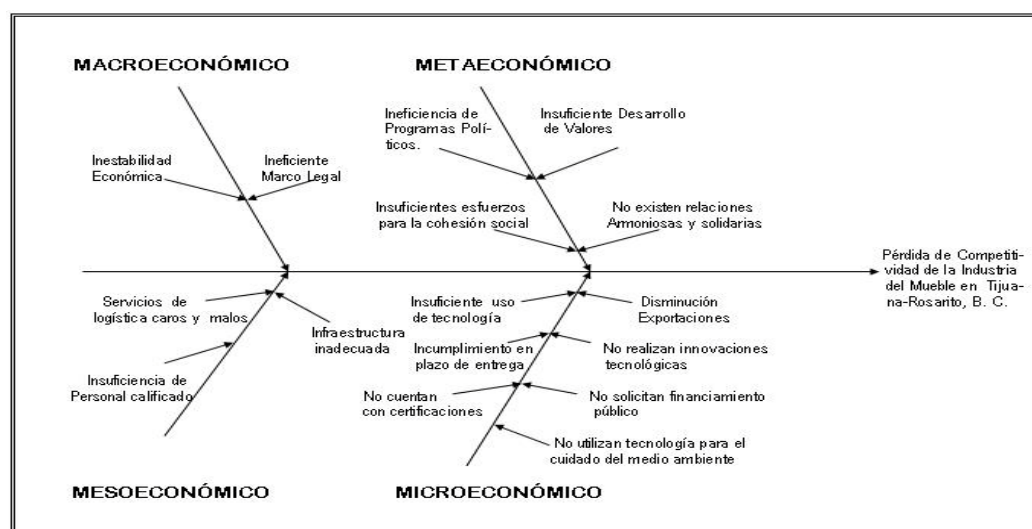 MACROECONÓMICO
METAECONÓMICO
Ineficiencia de
Programas Polí-
ticos.
Insuficiente Desarrollo
de Valores
Inestabilidad
Económica
Ineficiente
Marco Legal
Insuficientes esfuerzos
para la cohesión social
No existen relaciones
Armoniosas y solidarias
Pérdida de Competiti-
vidad de la Industria
del Mueble en Tijua-
na-Rosarito, B. C.
Servicios de
logística caros y malos
Infraestructura
inadecuada
Insuficiencia de
Personal calificado
Insuficiente uso
de tecnología
Disminución
Exportaciones
Incumplimiento en
plazo de entrega
No realizan innovaciones
tecnológicas
No cuentan
con certificaciones
No solicitan financiamiento
público
No utilizan tecnología para el
cuidado del medio ambiente
MESOECONÓMICO
MICROECONÓMICO